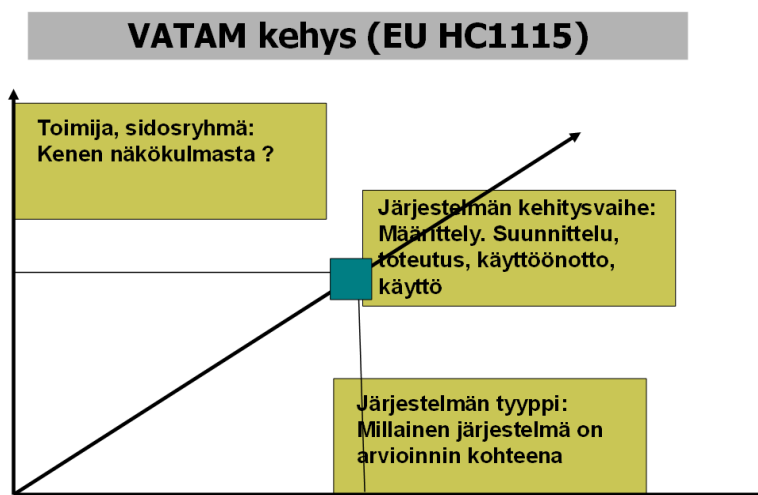 VATAM kehys (EU HC1115)
Toimija, sidosryhmä:
Kenen näkökulmasta ?
Järjestelmän kehitysvaihe:
Määrittely. Suunnittelu,
toteutus, käyttöönotto,
käyttö
Järjestelmän tyyppi:
Millainen järjestelmä on
arvioinnin kohteena